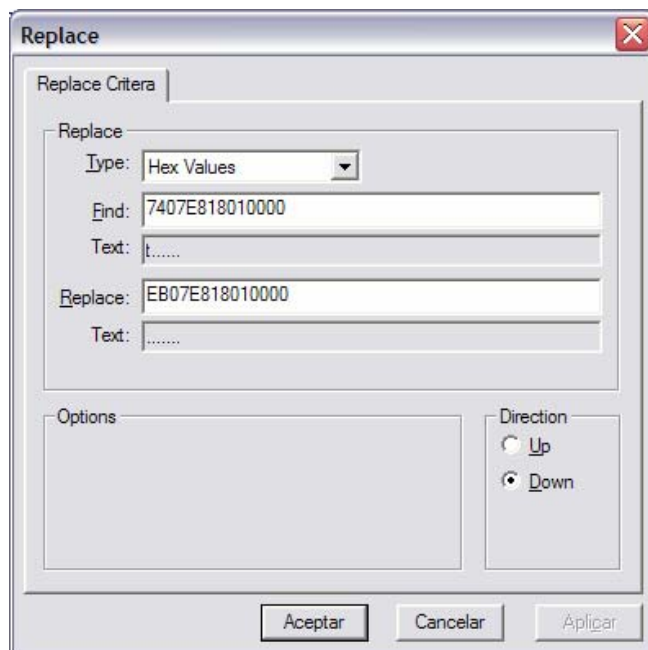 Replace
Replace Critera
Replace
Type: Hex Values
Find: 7407E818010000
Text: t......
Replace: EB07E818010000
Text: .......
Options
Direction
Up
Down
Aceptar Cancelar Aplicar